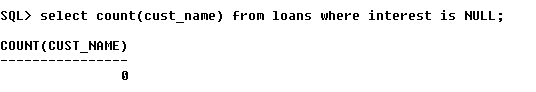 SQL> select count(cust_name) from loans where interest is NULL;
COUNT(CUST_NAME)
----------------
0